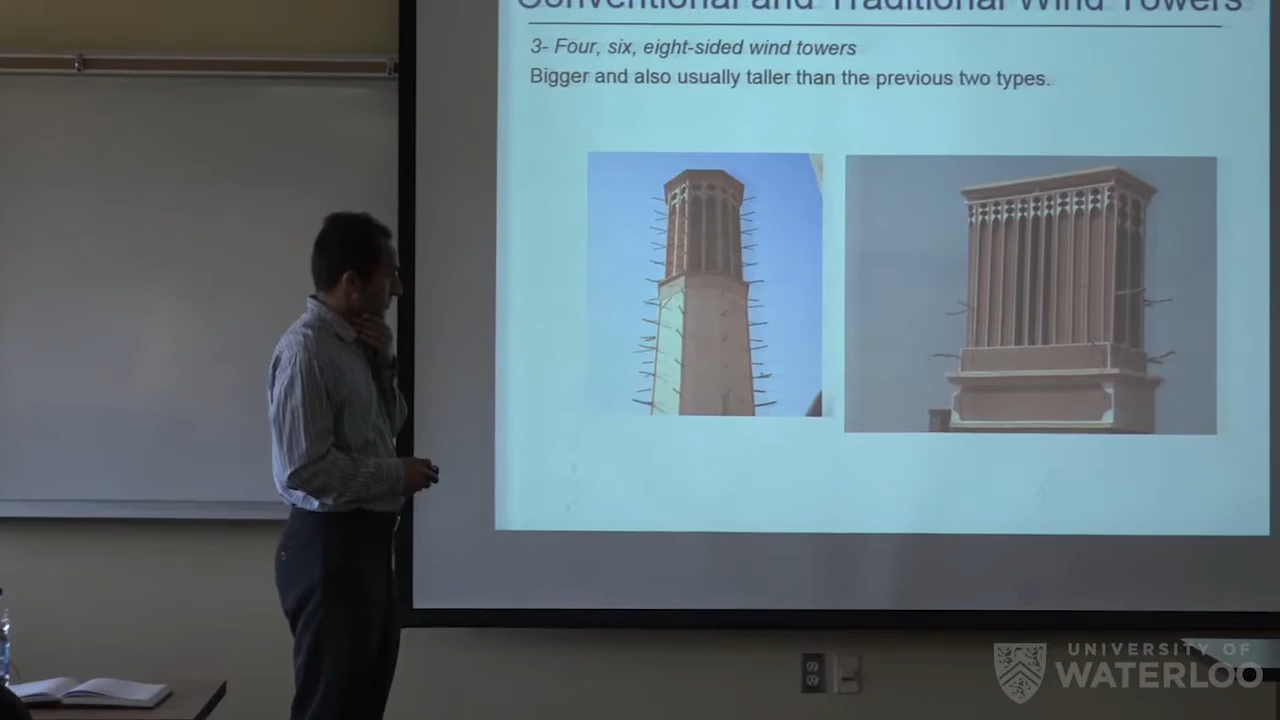 Conventional and Traditional Wind Towers
3- Four, six, eight-sided wind towers
Bigger and also usually taller than the previous two types.
UNIVERSITY OF
WATERLOO